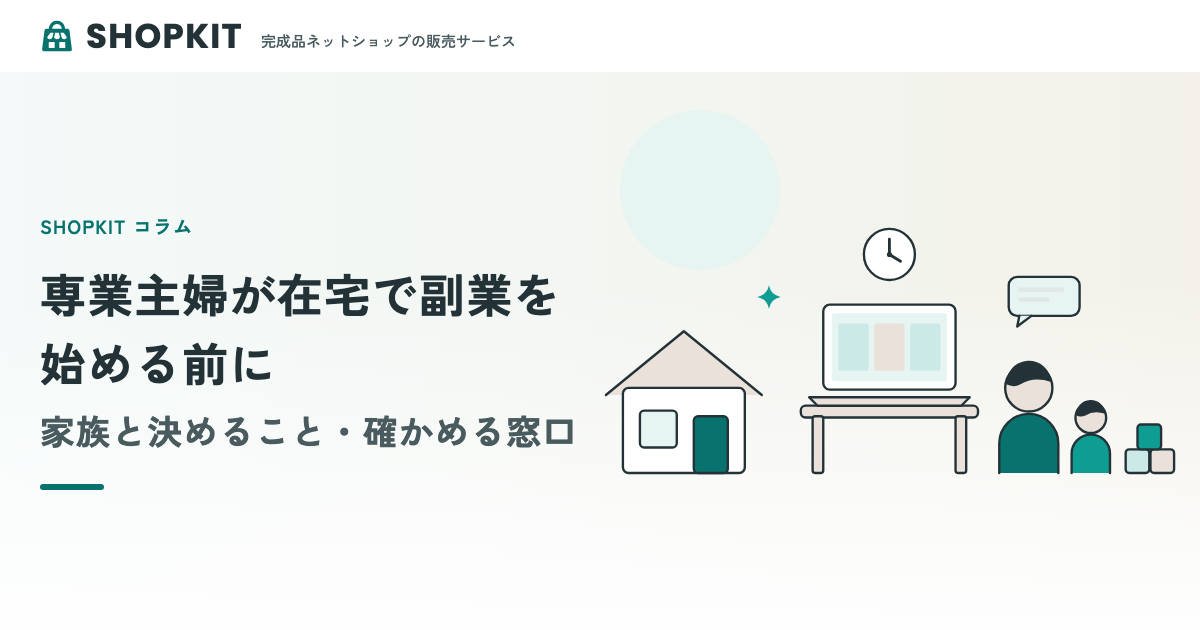 SHOPKIT 完成品ネットショップの販売サービス
SHOPKIT コラム
専業主婦が在宅で副業を
始める前に
家族と決めること・確かめる窓口